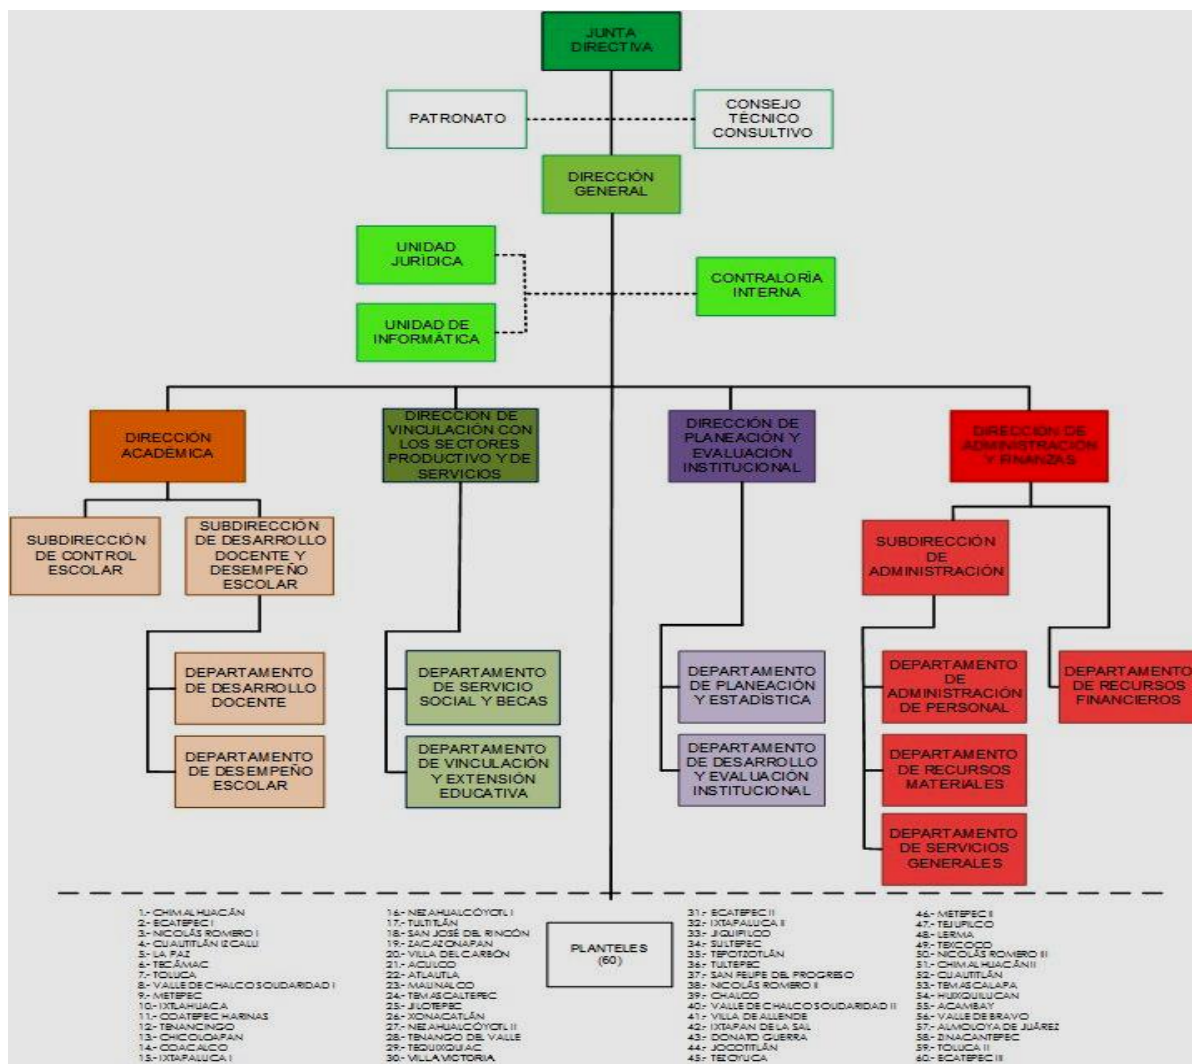 JUNTA
DIRECTIVA
PATRONATO
CONSEJO
TÉCNICO
CONSULTIVO
DIRECCIÓN
GENERAL
UNIDAD
JURÍDICA
CONTRALORÍA
INTERNA
UNIDAD DE
INFORMÁTICA
DIRECCIÓN
ACADÉMICA
DIRECCION DE
VINCULACIÓN CON
LOS SECTORES
PRODUCTIVO Y DE
SERVICIOS
DIRECCIÓN DE
PLANEACIÓN Y
EVALUACIÓN
INSTITUCIONAL
DIRECCION DE
ADMINISTRACIÓN
Y FINANZAS
SUBDIRECCIÓN
DE CONTROL
ESCOLAR
SUBDIRECCIÓN
DE DESARROLLO
DOCENTE Y
DESEMPEÑO
ESCOLAR
SUBDIRECCIÓN
DE
ADMINISTRACIÓN
DEPARTAMENTO
DE DESARROLLO
DOCENTE
DEPARTAMENTO
DE SERVICIO
SOCIAL Y BECAS
DEPARTAMENTO
DE PLANEACIÓN
Y ESTADÍSTICA
DEPARTAMENTO
DE
ADMINISTRACIÓN
DE PERSONAL
DEPARTAMENTO
DE RECURSOS
FINANCIEROS
DEPARTAMENTO
DE DESEMPEÑO
ESCOLAR
DEPARTAMENTO
DE VINCULACIÓN
Y EXTENSIÓN
EDUCATIVA
DEPARTAMENTO
DE DESARROLLO
Y EVALUACIÓN
INSTITUCIONAL
DEPARTAMENTO
DE RECURSOS
MATERIALES
DEPARTAMENTO
DE SERVICIOS
GENERALES
1.- CHIMALHUACÁN
2.- ECATEPEC I
3.- NICOLÁS ROMERO I
4.- CUAUTITLÁN IZCALLI
5.- LA PAZ
6.- TECÁMAC
7.- TOLUCA
8.- VALLE DE CHALCO SOLIDARIDAD I
9.- METEPEC
10.- IXTLAHUACA
11.- COATEPEC HARINAS
12.- TENANCINGO
13.- CHICOLOAPAN
14.- COACALCO
15.- IXTAPALUCA I
16.- NEZAHUALCÓYOTL I
17.- TULTITLÁN
18.- SAN JOSÉ DEL RINCÓN
19.- ZACAZONAPAN
20.- VILLA DEL CARBÓN
21.- ACULCO
22.- ATLAUTLA
23.- MALINALCO
24.- TEMASCALTEPEC
25.- JILOTEPEC
26.- XONACATLÁN
27.- NEZAHUALCÓYOTL II
28.- TENANGO DEL VALLE
29.- TEQUIXQUIAC
30.- VILLA VICTORIA
PLANTELES
(60)
31.- ECATEPEC II
32.- IXTAPALUCA II
33.- JIQUIPILCO
34.- SULTEPEC
35.- TEPOTZOTLÁN
36.- TULTEPEC
37.- SAN FELIPE DEL PROGRESO
38.- NICOLÁS ROMERO II
39.- CHALCO
40.- VALLE DE CHALCO SOLIDARIDAD II
41.- VILLA DE ALLENDE
42.- IXTAPAN DE LA SAL
43.- DONATO GUERRA
44.- JOCOTITLÁN
45.- TEZOYUCA
46.- METEPEC II
47.- TEJUPILCO
48.- LERMA
49.- TEXCOCO
50.- NICOLÁS ROMERO III
51.- CHIMALHUACÁN II
52.- CUAUTITLÁN
53.- TEMASCALAPA
54.- HUIXQUILUCAN
55.- ACAMBAY
56.- VALLE DE BRAVO
57.- ALMOLOYA DE JUÁREZ
58.- ZINACANTEPEC
59.- TOLUCA II
60.- ECATEPEC III